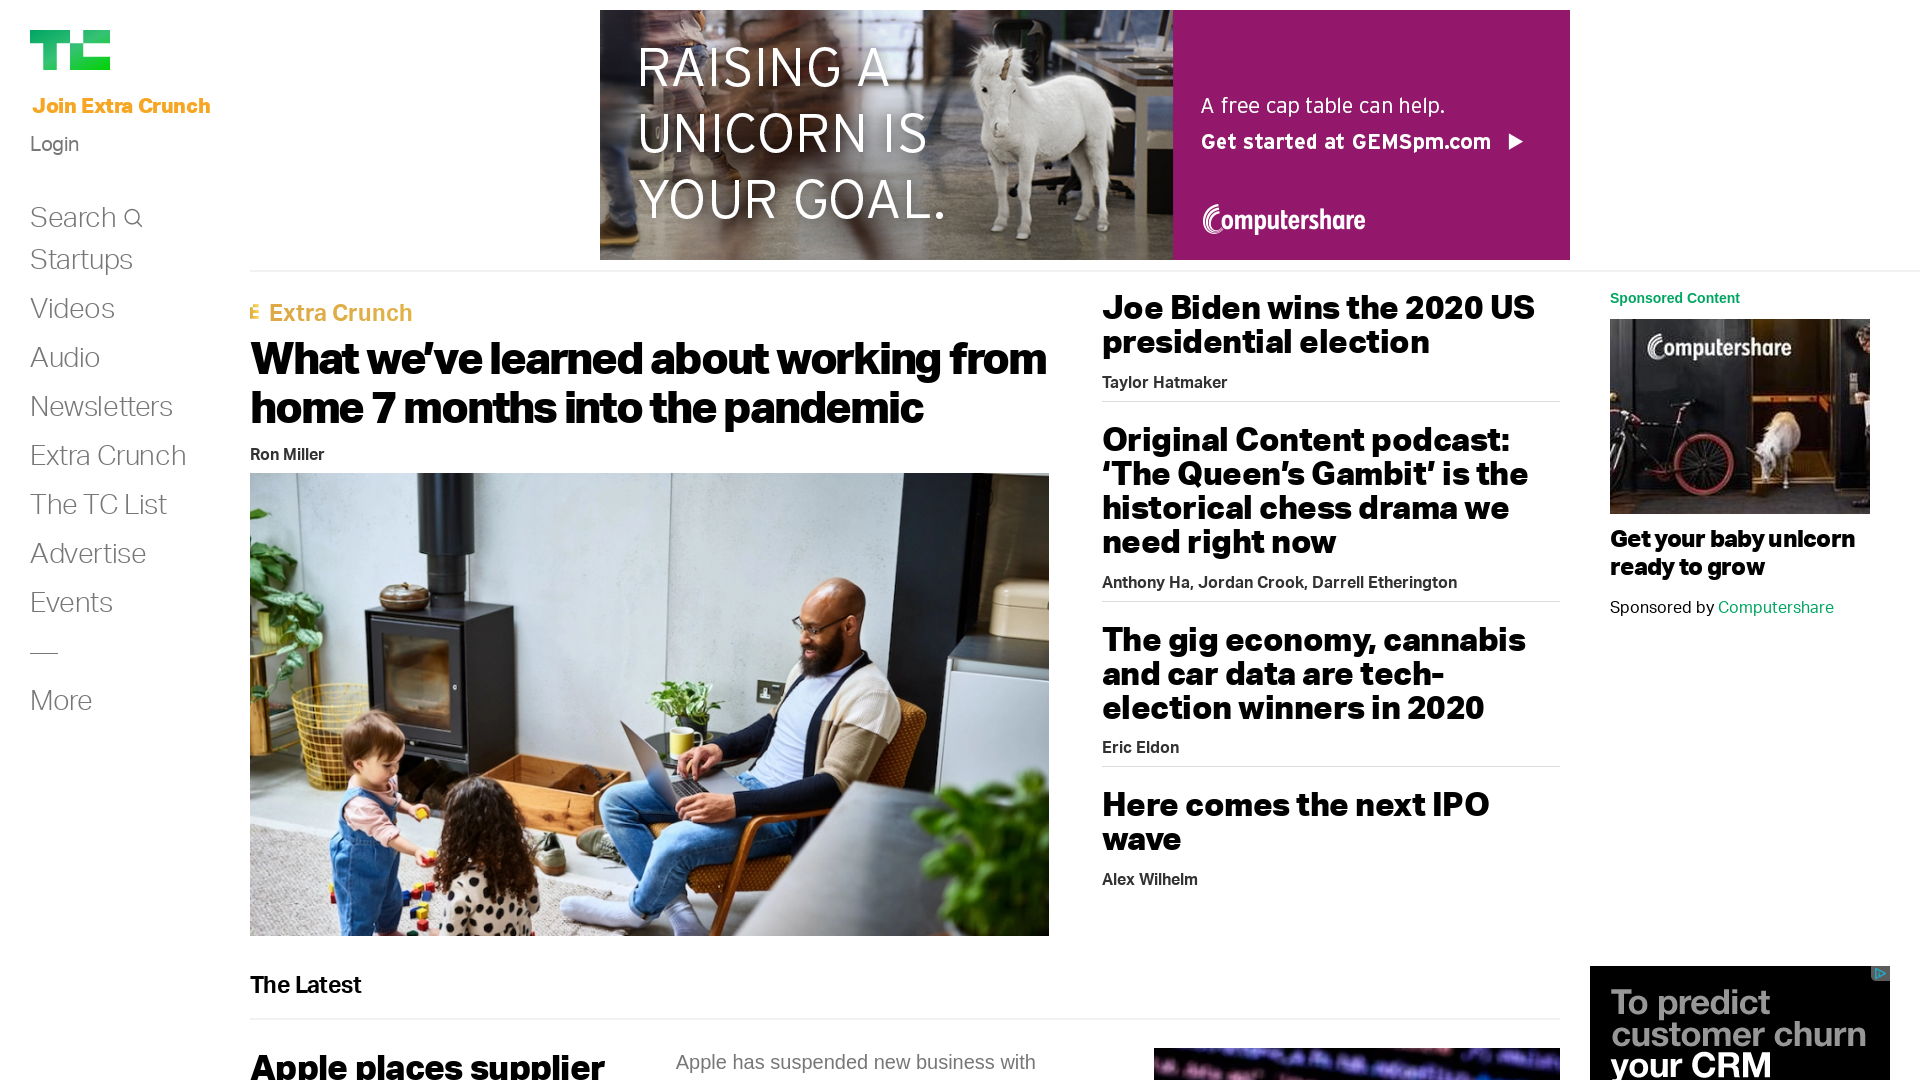 TC
Join Extra Crunch
Login
Search
Startups
Videos
Audio
Newsletters
Extra Crunch
The TC List
Advertise
Events
—
More
RAISING A
UNICORN IS
YOUR GOAL.
A free cap table can help.
Get started at GEMSpm.com
Computershare
Extra Crunch
What we’ve learned about working from
home 7 months into the pandemic
Ron Miller
Joe Biden wins the 2020 US
presidential election
Taylor Hatmaker
Original Content podcast:
‘The Queen’s Gambit’ is the
historical chess drama we
need right now
Anthony Ha, Jordan Crook, Darrell Etherington
The gig economy, cannabis
and car data are tech-
election winners in 2020
Eric Eldon
Here comes the next IPO
wave
Alex Wilhelm
Sponsored Content
Computershare
Get your baby unicorn
ready to grow
Sponsored by Computershare
The Latest
Apple places supplier
Apple has suspended new business with
To predict
customer churn
your CRM